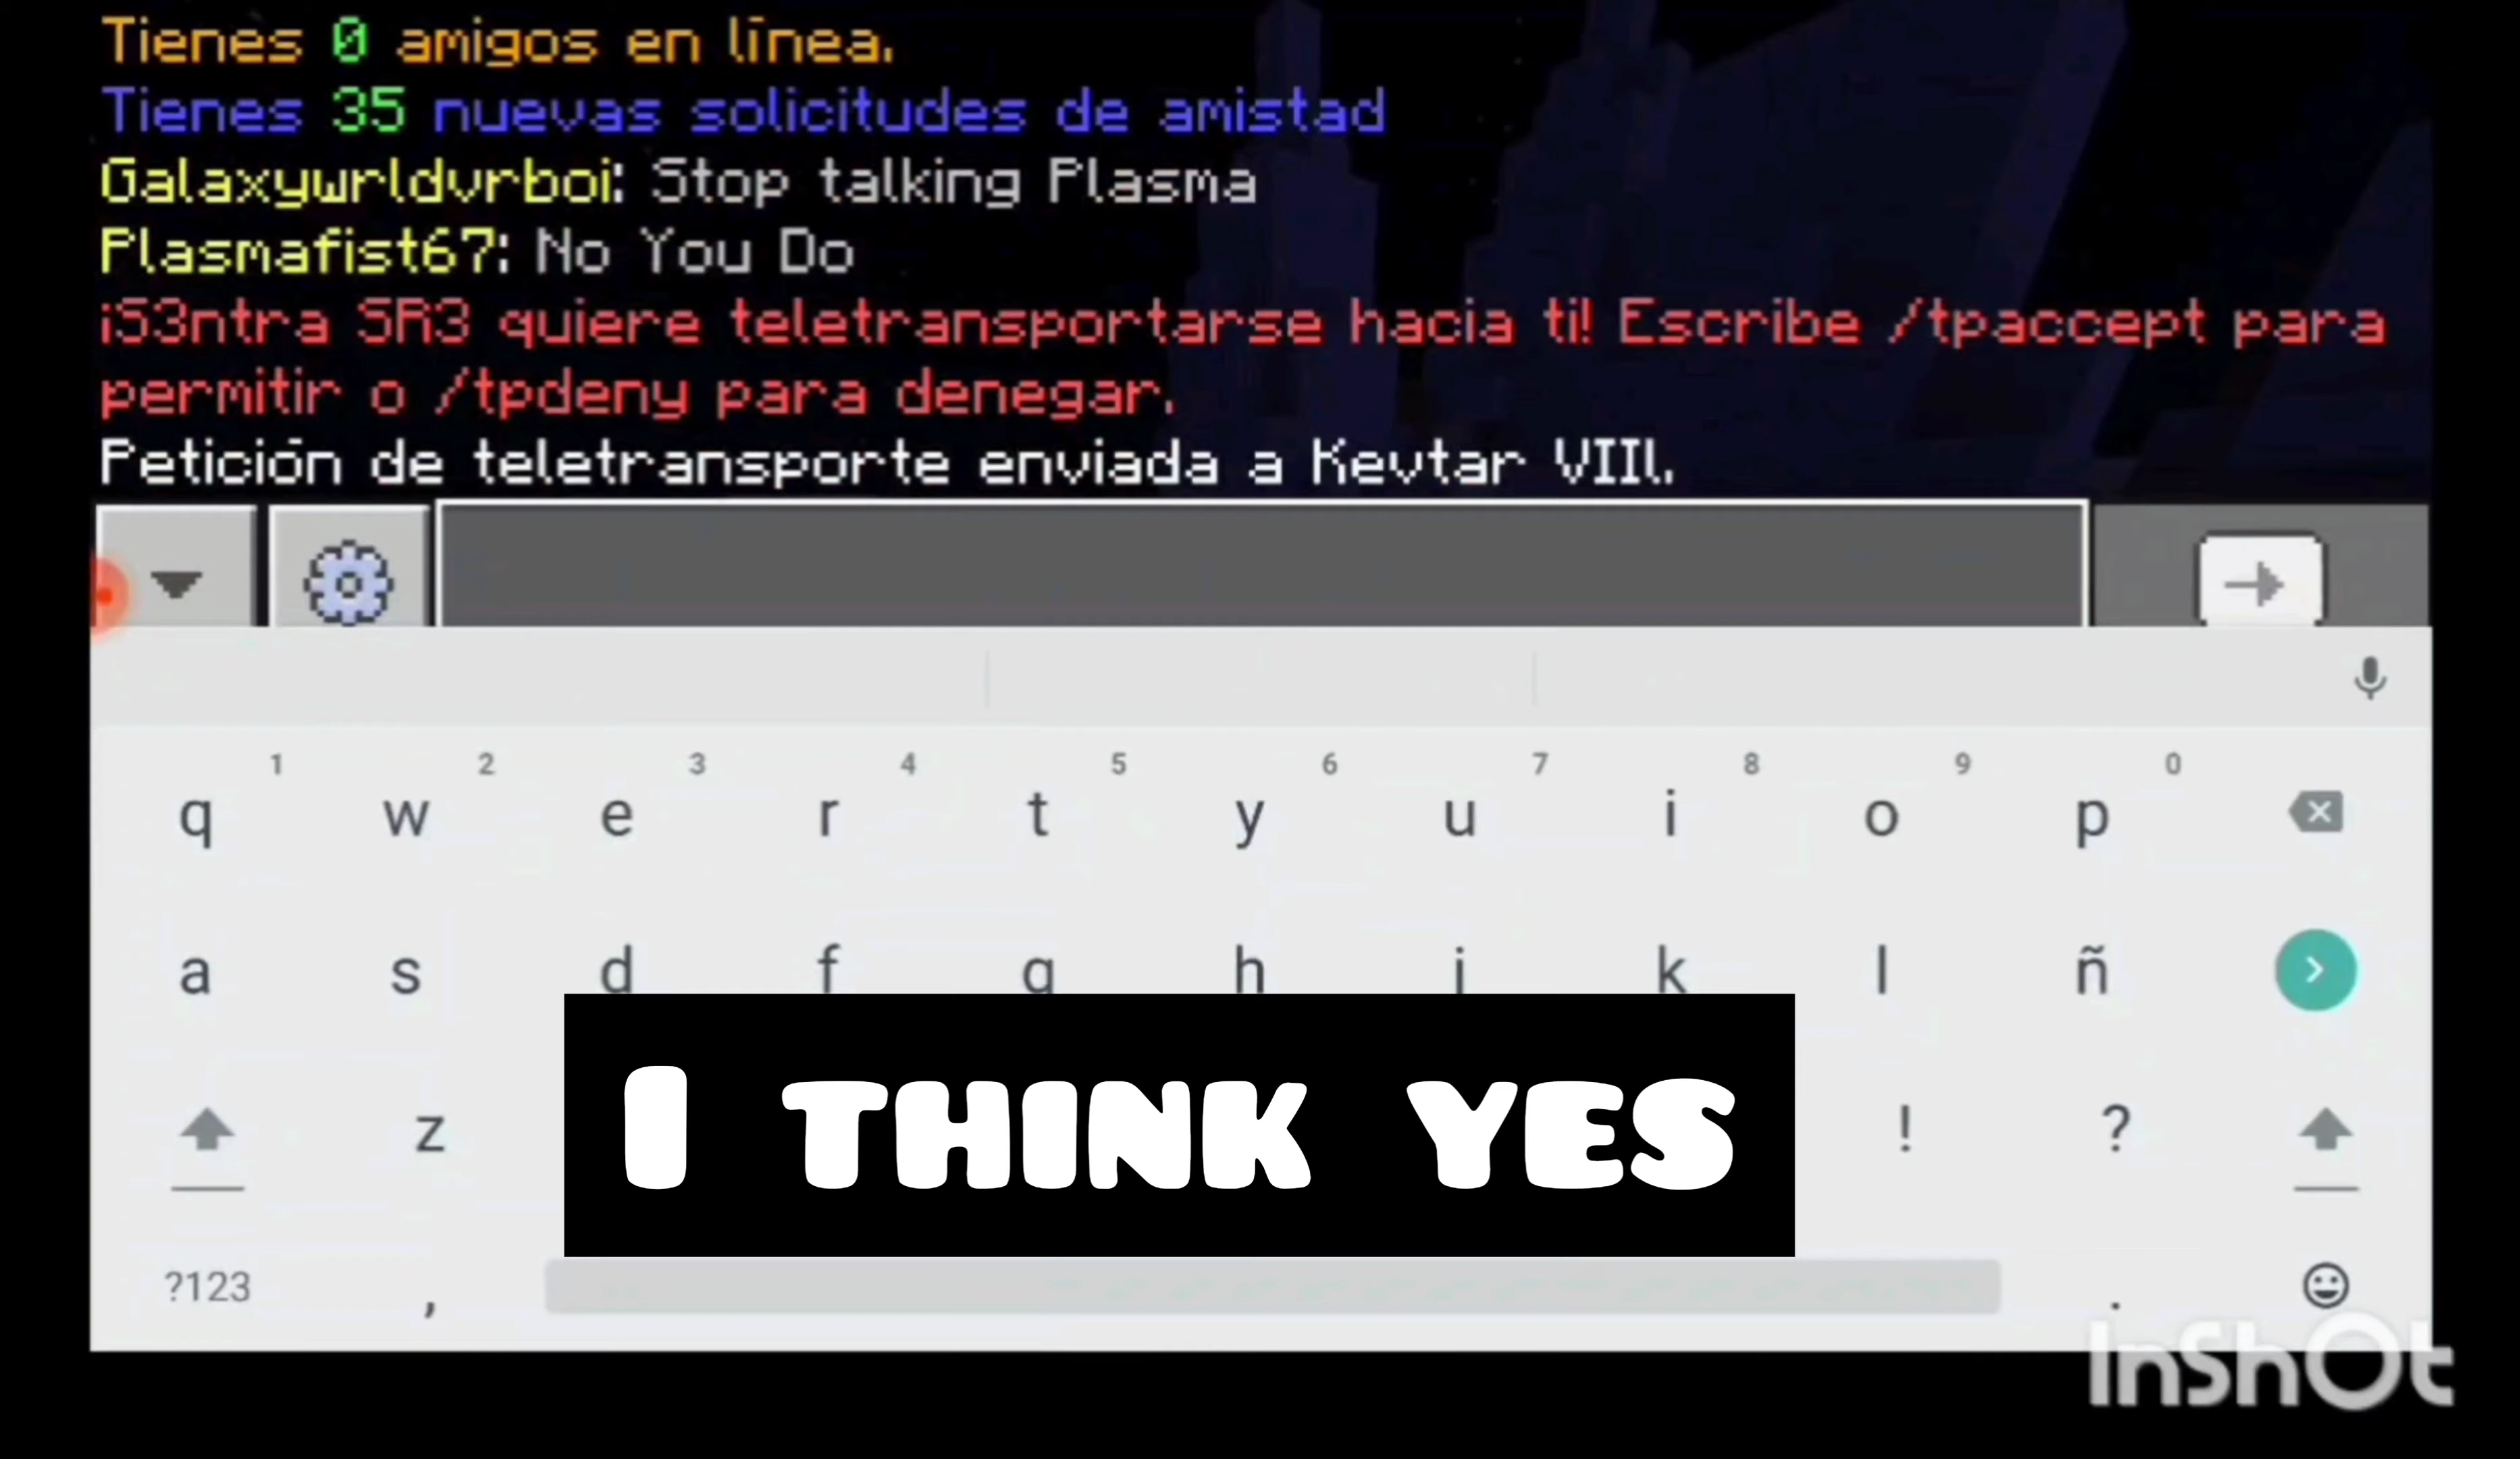 Tienes 0 amigos en línea.
Tienes 35 nuevas solicitudes de amistad
Galaxywrldvrboi: Stop talking Plasma
Plasmafist67: No You Do
¡S3ntra SR3 quiere teletransportarse hacia ti! Escribe /tpaccept para
permitir o /tpdeny para denegar.
Petición de teletransporte enviada a Kevtar VIIl.
1 2 3 4 5 6 7 8 9 0
q w e r t y u i o p
a s d f g h j k l ñ
z ! ?
I THINK YES
?123 , .
InShOt